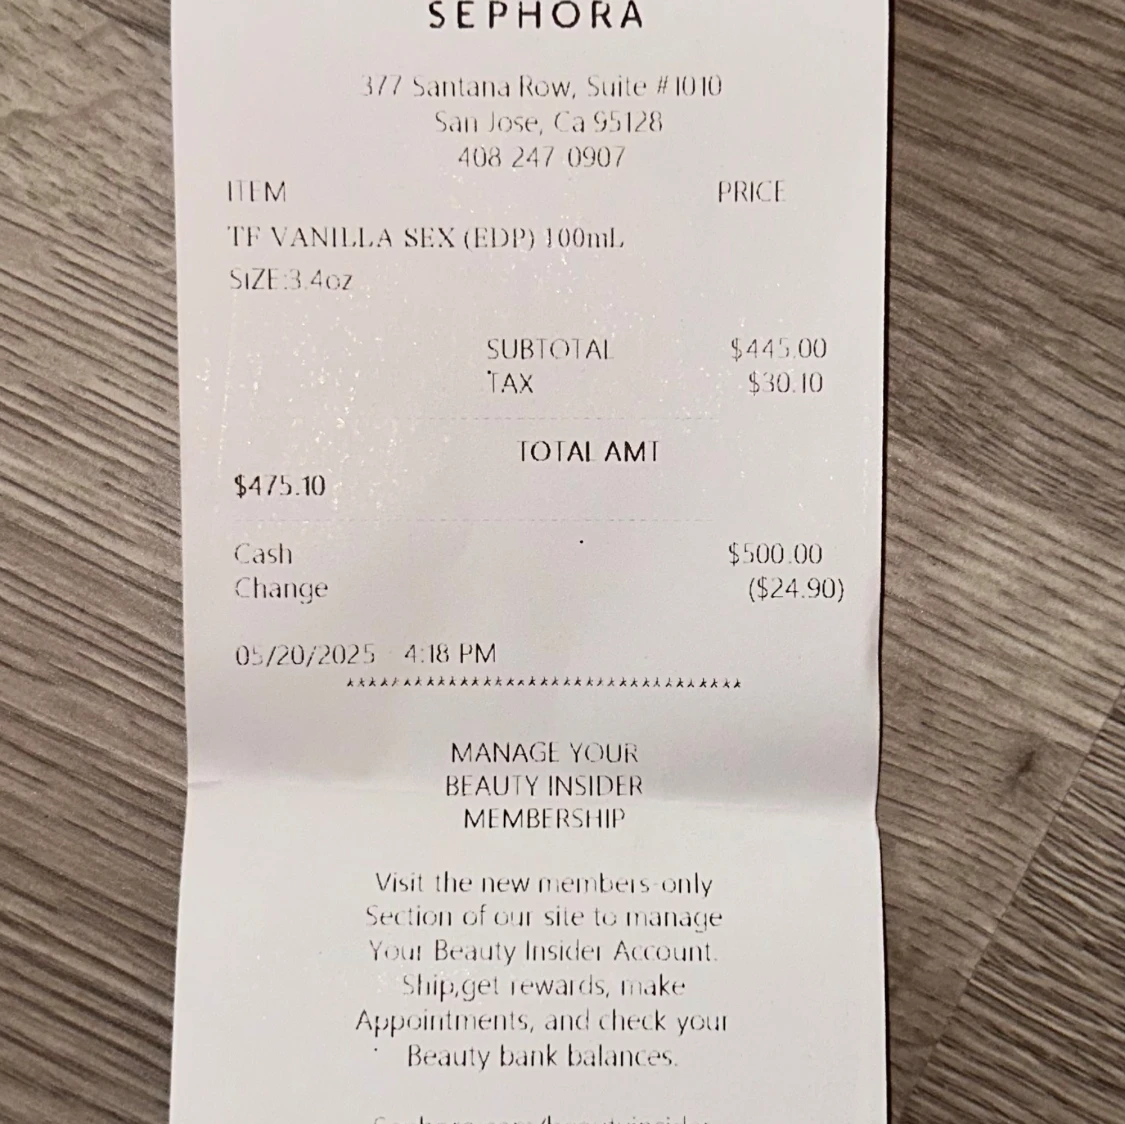 SEPHORA
377 Santana Row, Suite #1010
San Jose, Ca 95128
408 247 0907
ITEM PRICE
TF VANILLA SEX (EDP) 100mL
SIZE:3.4oz
SUBTOTAL $445.00
TAX $30.10
TOTAL AMT
$475.10
Cash $500.00
Change ($24.90)
05/20/2025 4:18 PM
************************************
MANAGE YOUR
BEAUTY INSIDER
MEMBERSHIP
Visit the new members-only
Section of our site to manage
Your Beauty Insider Account.
Ship,get rewards, make
Appointments, and check your
Beauty bank balances.